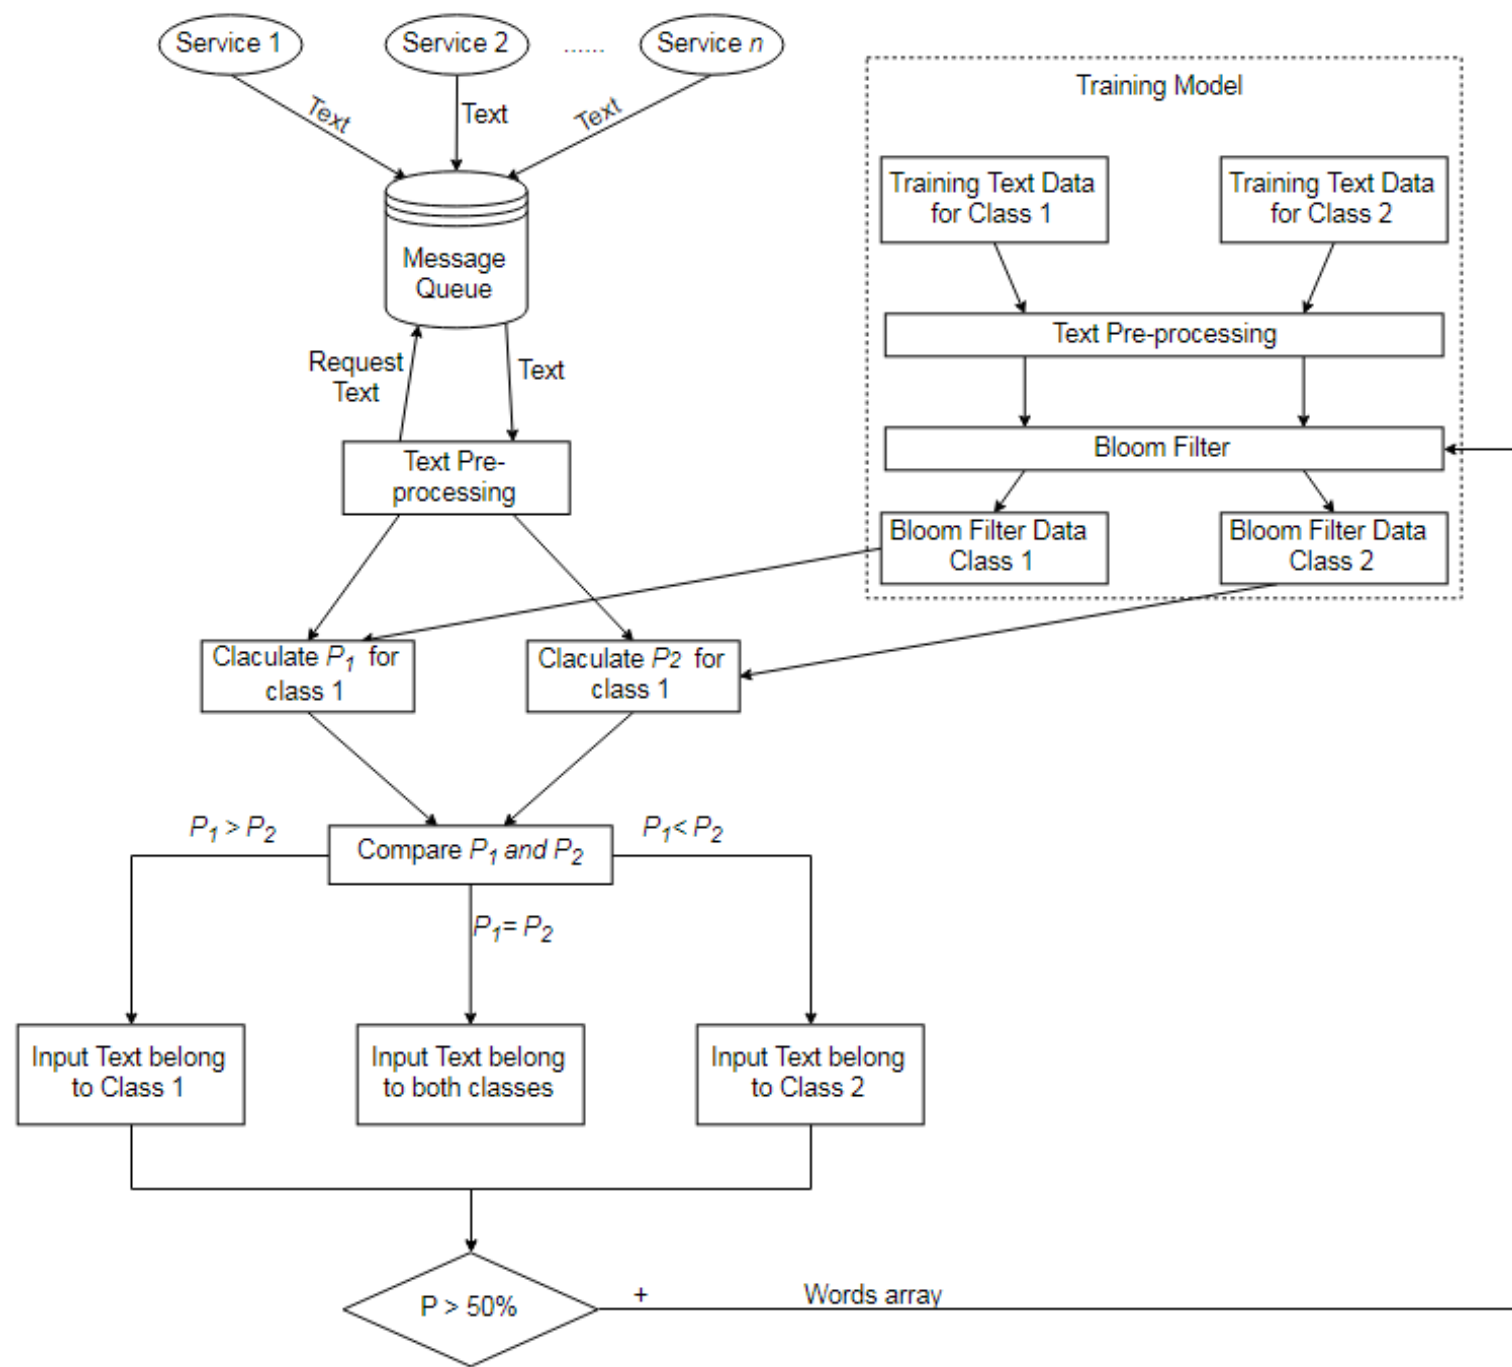 Service 1
Service 2
......
Service n
Text
Text
Text
Message
Queue
Request
Text
Text
Text Pre-
processing
Training Model
Training Text Data
for Class 1
Training Text Data
for Class 2
Text Pre-processing
Bloom Filter
Bloom Filter Data
Class 1
Bloom Filter Data
Class 2
Claculate P1 for
class 1
Claculate P2 for
class 1
P1 > P2
Compare P1 and P2
P1< P2
P1= P2
Input Text belong
to Class 1
Input Text belong
to both classes
Input Text belong
to Class 2
P > 50%
+
Words array